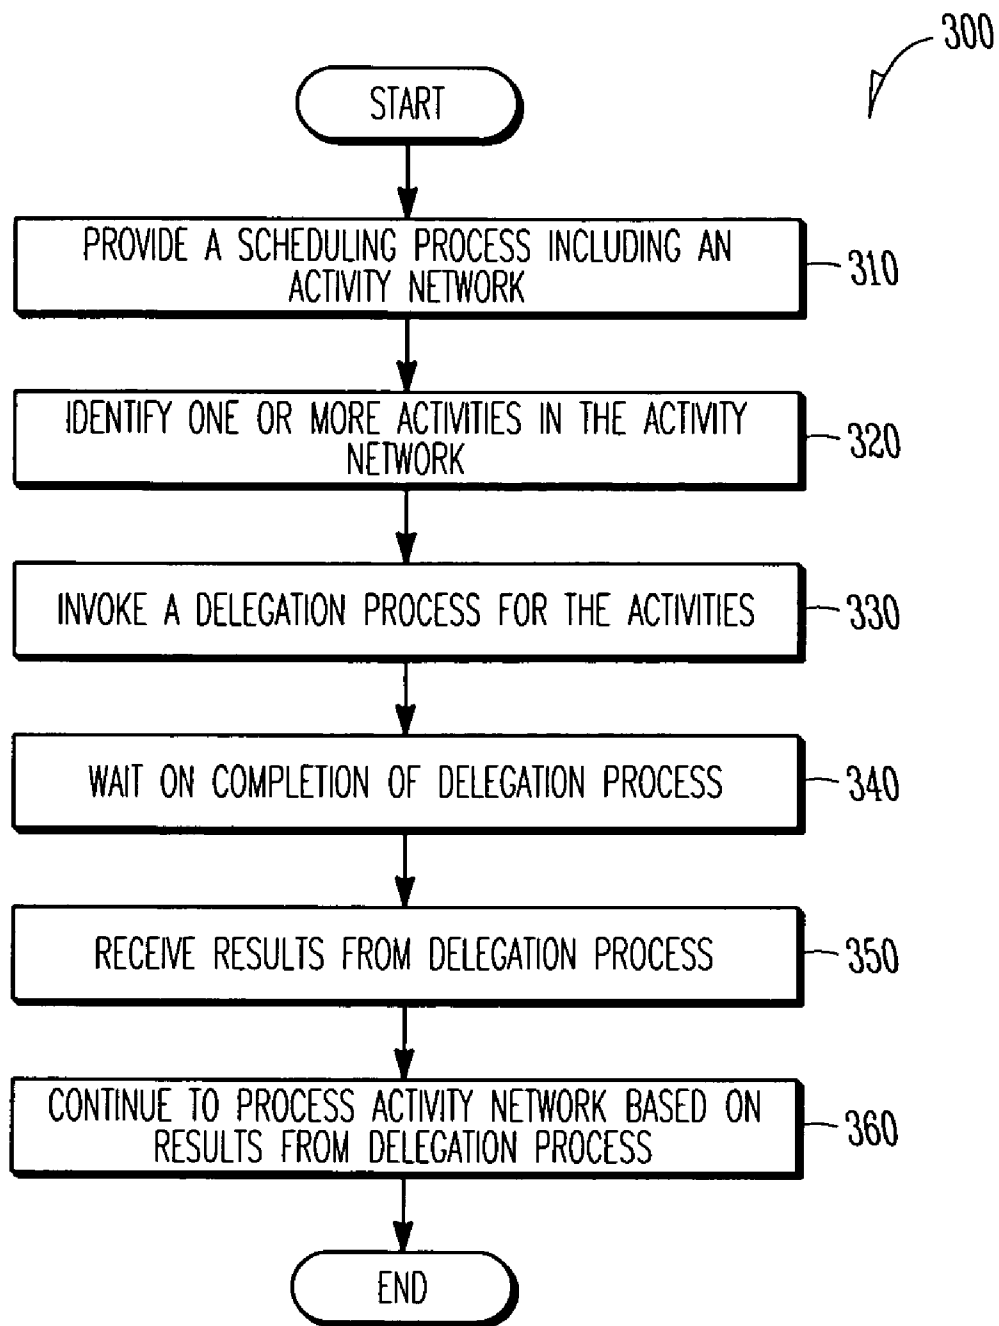 300
START
PROVIDE A SCHEDULING PROCESS INCLUDING AN
ACTIVITY NETWORK
310
IDENTIFY ONE OR MORE ACTIVITIES IN THE ACTIVITY
NETWORK
320
INVOKE A DELEGATION PROCESS FOR THE ACTIVITIES
330
WAIT ON COMPLETION OF DELEGATION PROCESS
340
RECEIVE RESULTS FROM DELEGATION PROCESS
350
CONTINUE TO PROCESS ACTIVITY NETWORK BASED ON
RESULTS FROM DELEGATION PROCESS
360
END